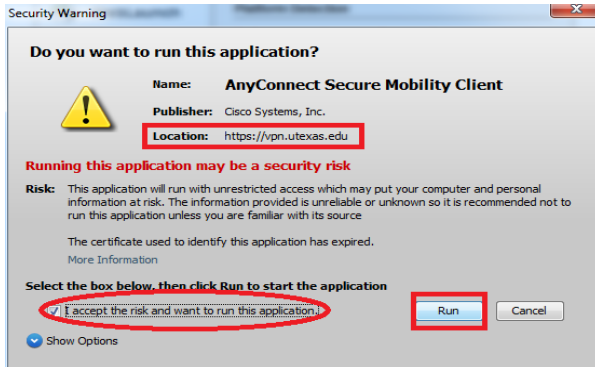 Security Warning
Do you want to run this application?
Name: AnyConnect Secure Mobility Client
Publisher: Cisco Systems, Inc.
Location: https://vpn.utexas.edu
Running this application may be a security risk
Risk: This application will run with unrestricted access which may put your computer and personal
information at risk. The information provided is unreliable or unknown so it is recommended not to
run this application unless you are familiar with its source
The certificate used to identify this application has expired.
More Information
Select the box below, then click Run to start the application
I accept the risk and want to run this application.
Run
Cancel
Show Options